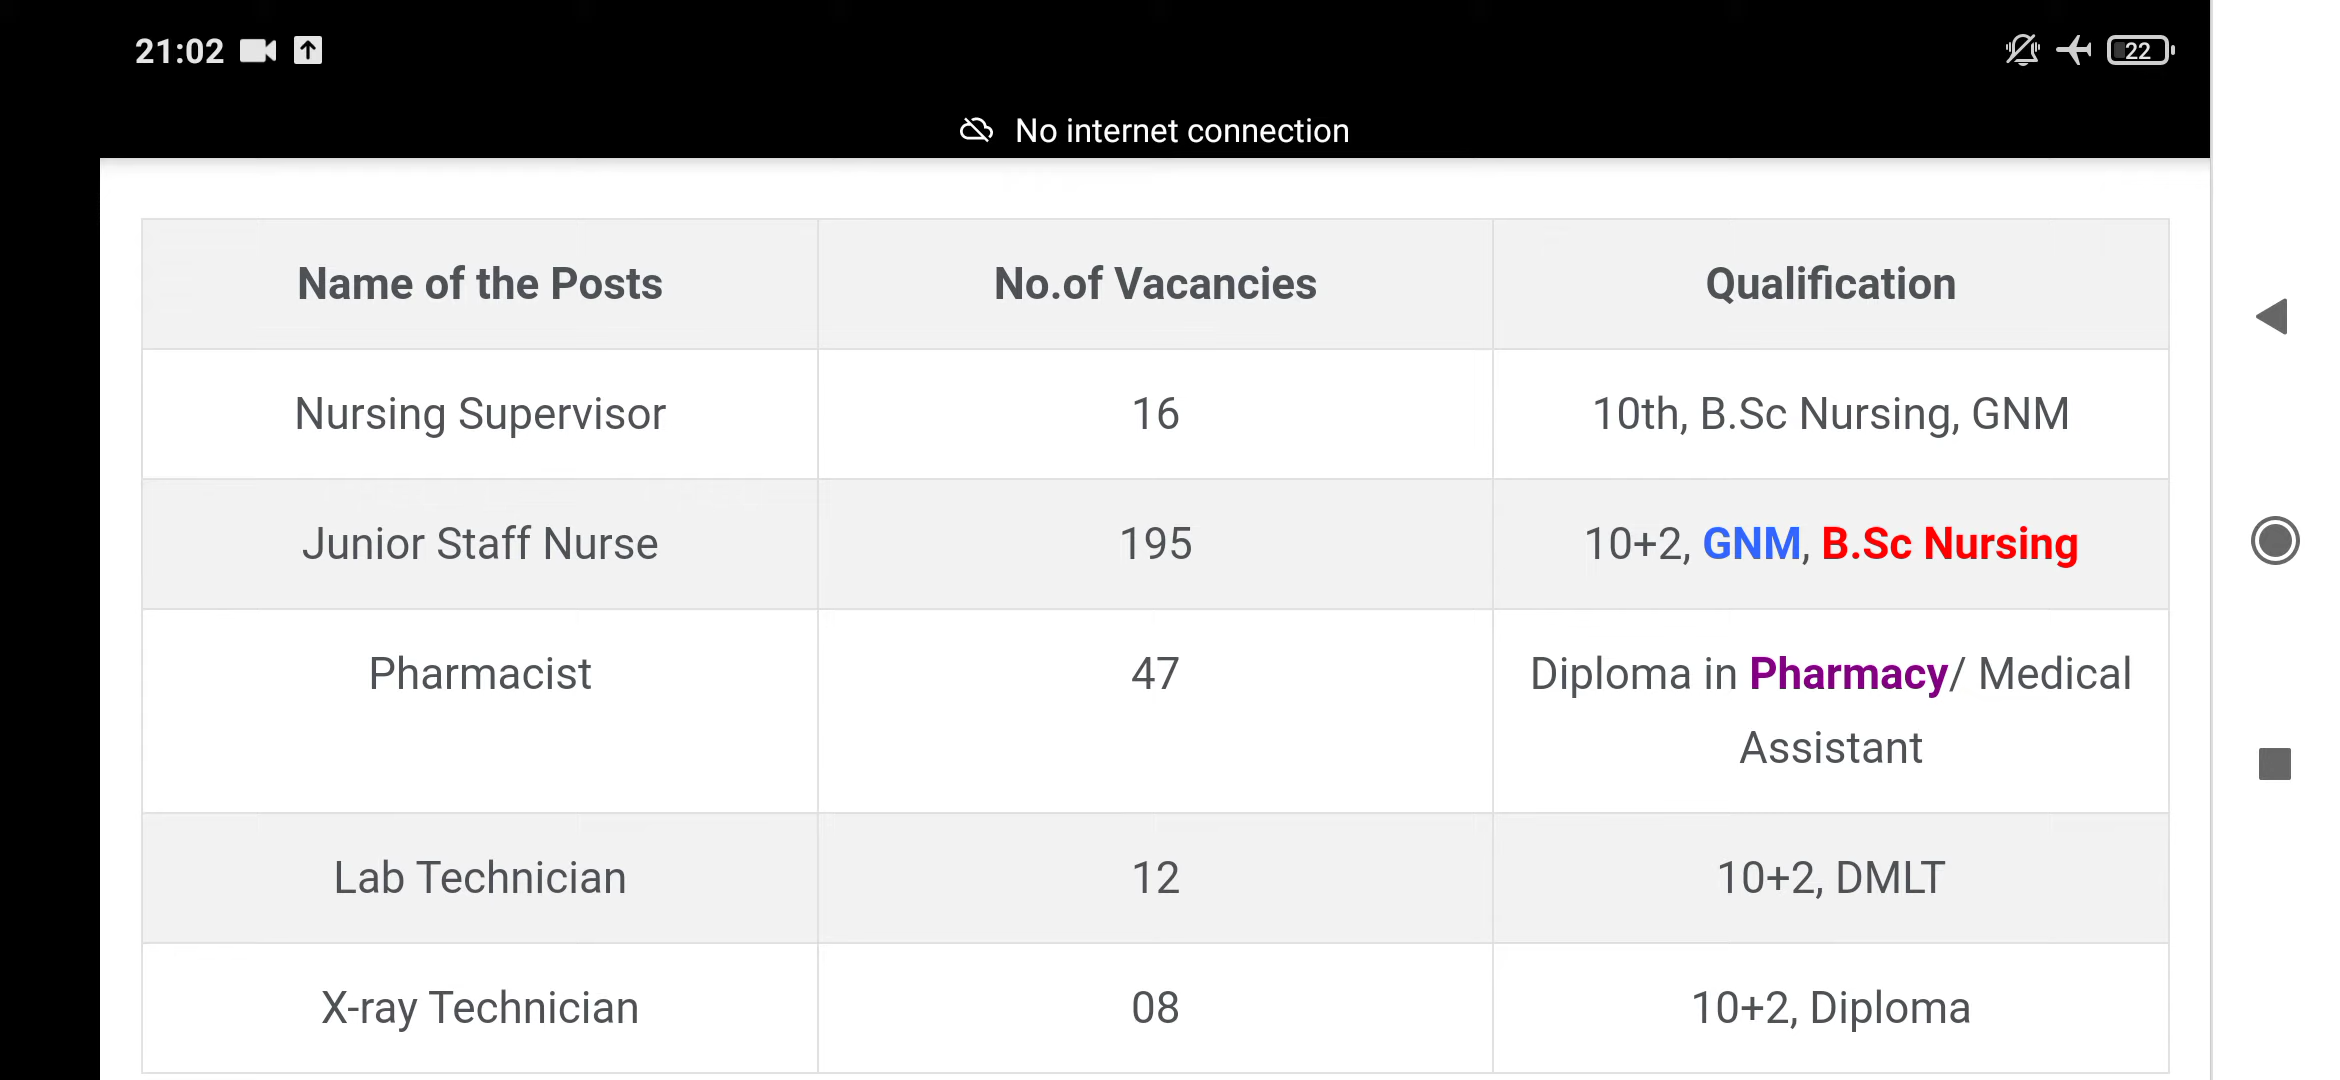 21:02
22
No internet connection
Name of the Posts No.of Vacancies Qualification
Nursing Supervisor 16 10th, B.Sc Nursing, GNM
Junior Staff Nurse 195 10+2, GNM, B.Sc Nursing
Pharmacist 47 Diploma in Pharmacy/ Medical
Assistant
Lab Technician 12 10+2, DMLT
X-ray Technician 08 10+2, Diploma